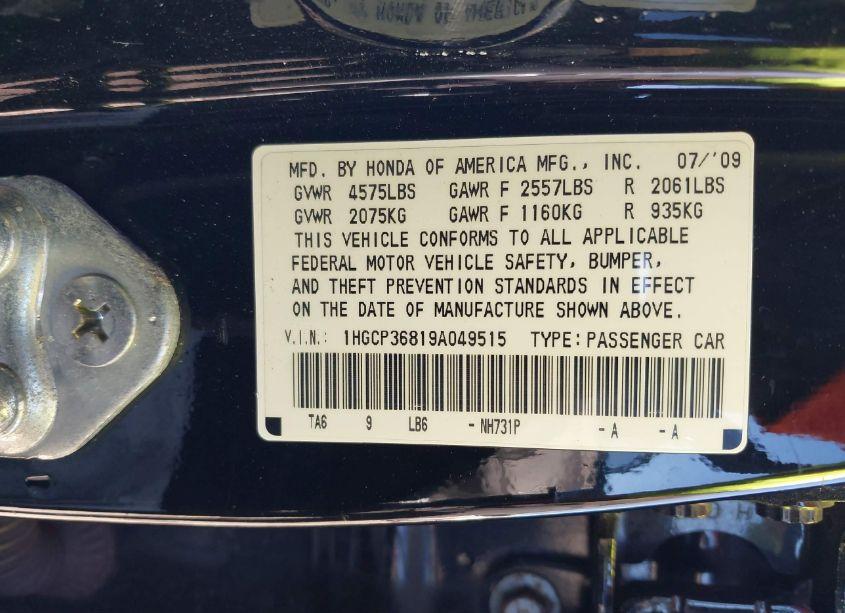 MFD. BY HONDA OF AMERICA MFG., INC. 07/'09
GVWR 4575LBS GAWR F 2557LBS R 2061LBS
GVWR 2075KG GAWR F 1160KG R 935KG
THIS VEHICLE CONFORMS TO ALL APPLICABLE
FEDERAL MOTOR VEHICLE SAFETY, BUMPER,
AND THEFT PREVENTION STANDARDS IN EFFECT
ON THE DATE OF MANUFACTURE SHOWN ABOVE.
V.I.N.: 1HGCP36819A049515 TYPE: PASSENGER CAR
TA6 9 LB6 - NH731P - A - A